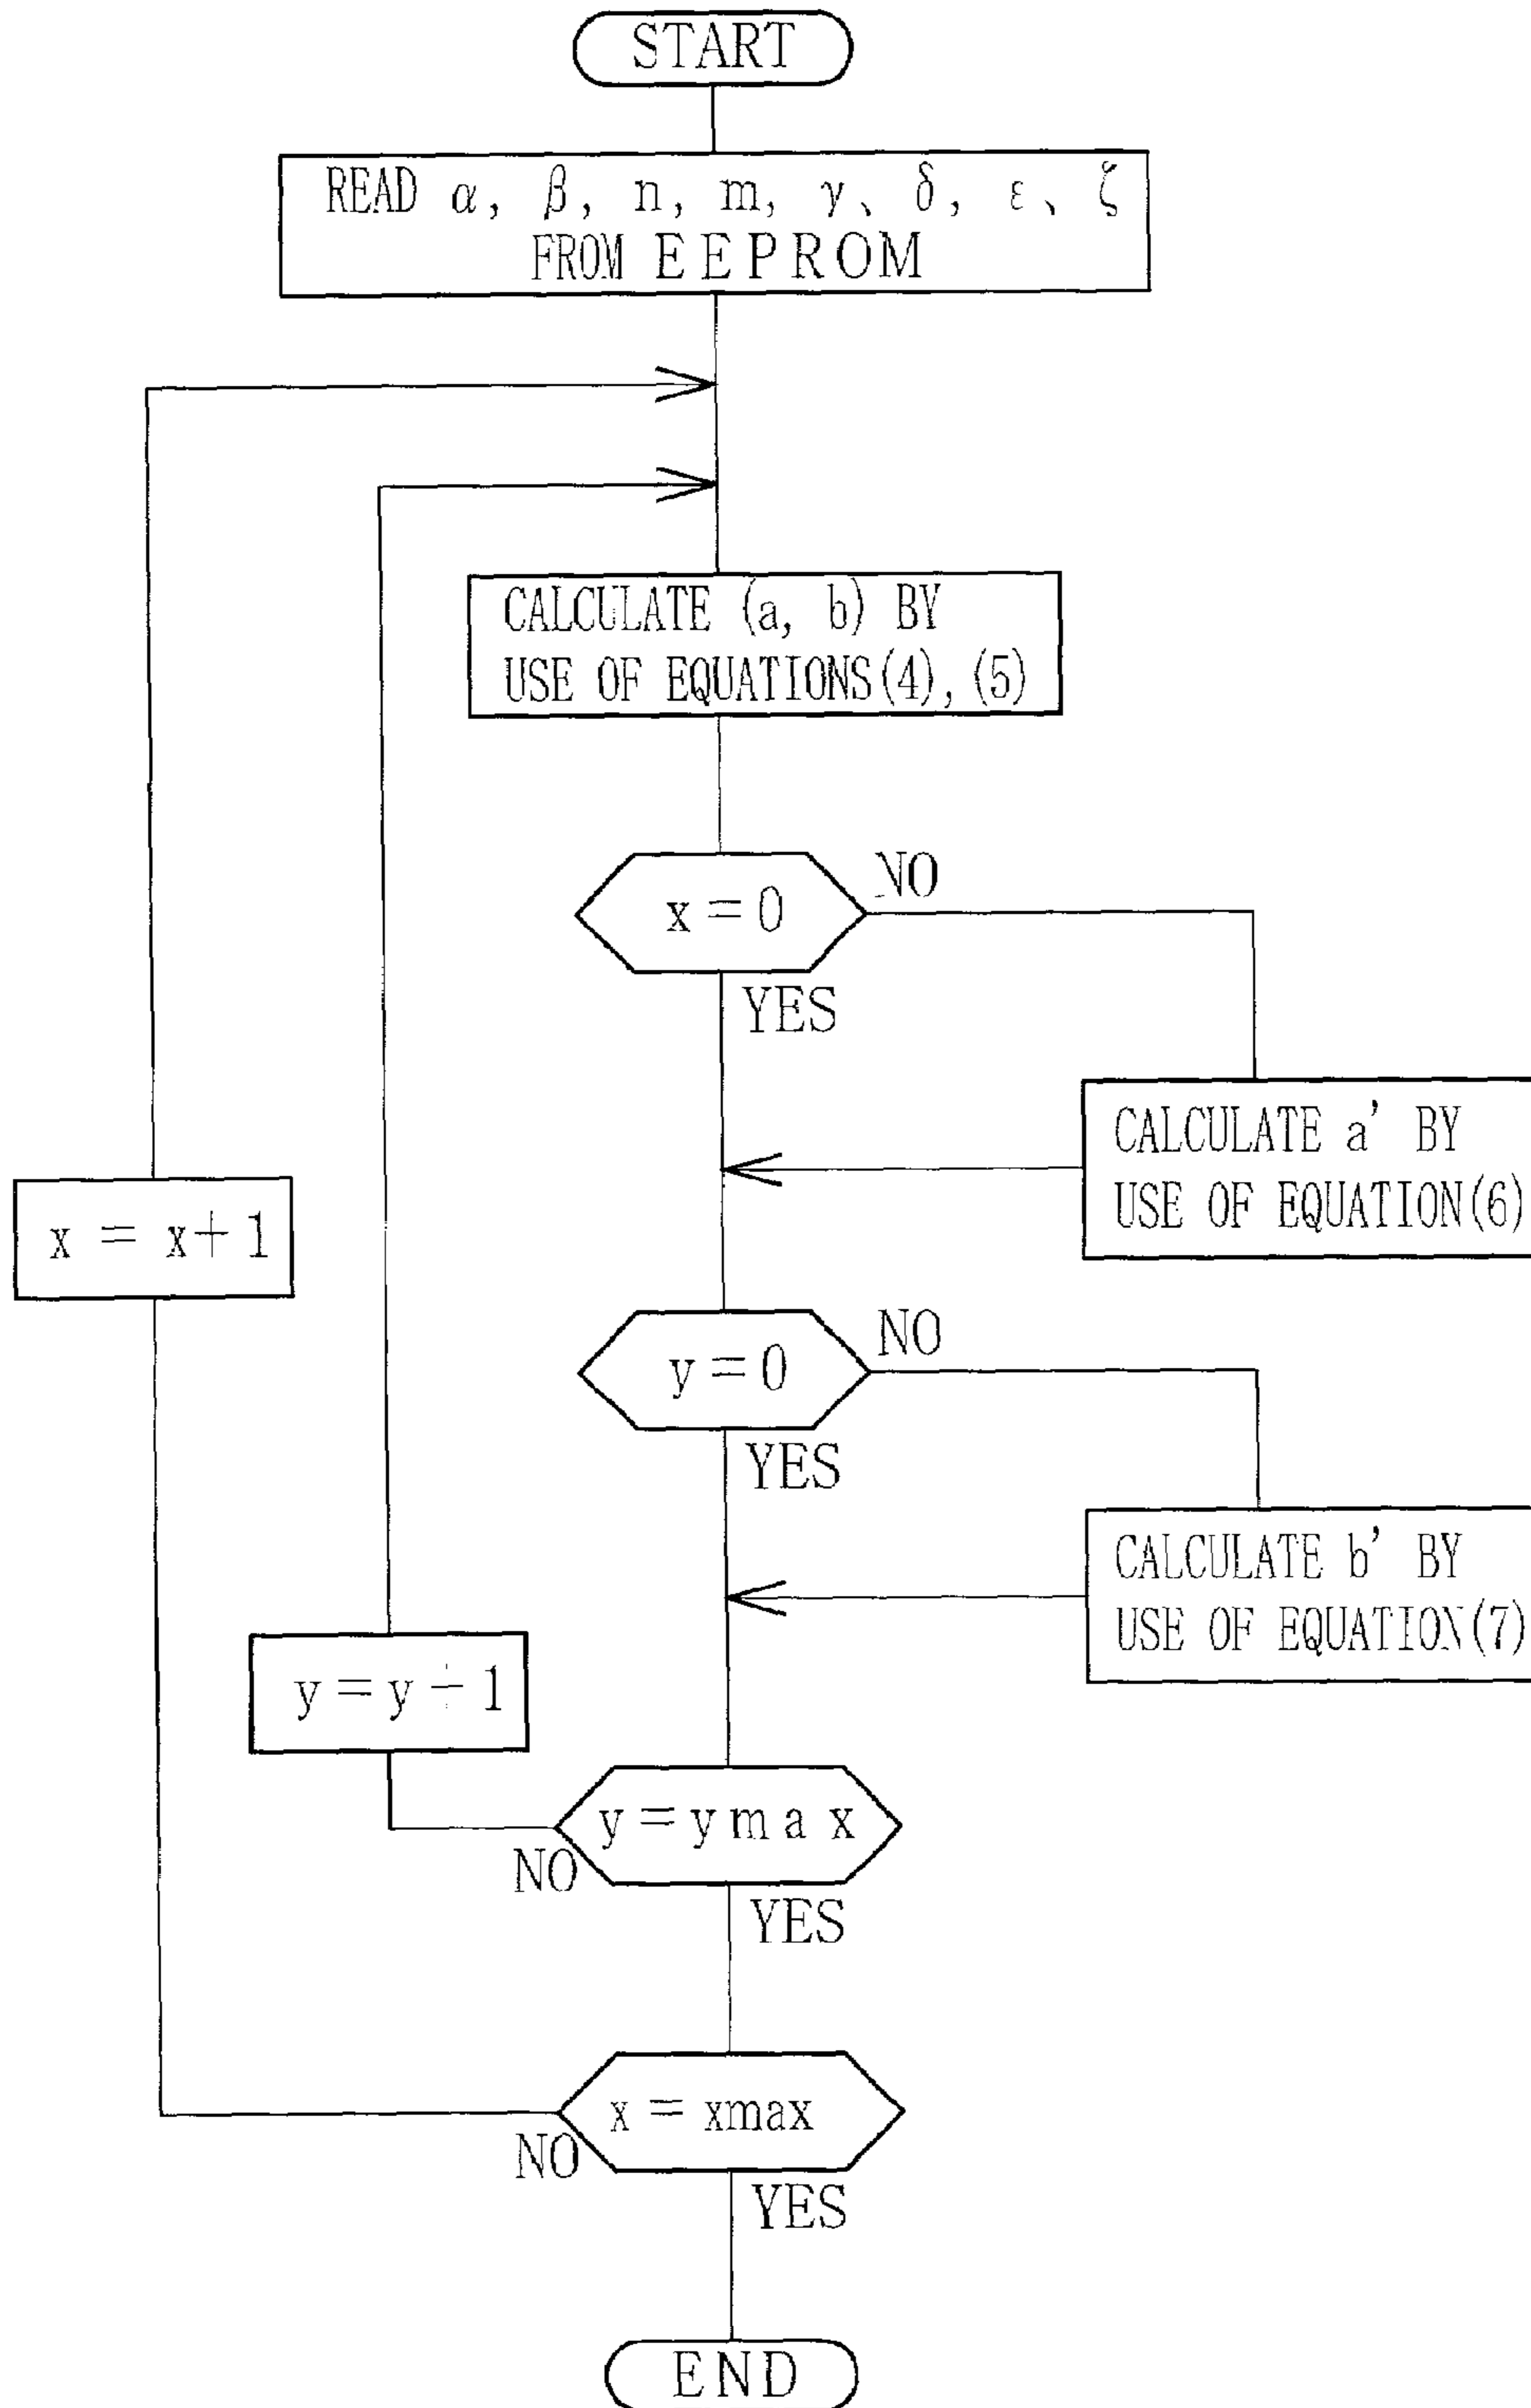 START
READ α, β, n, m, γ、δ, ε、ζ
FROM EEPROM
CALCULATE (a, b) BY
USE OF EQUATIONS(4), (5)
x = 0
NO
YES
CALCULATE a' BY
USE OF EQUATION(6)
x = x+1
y = 0
NO
YES
CALCULATE b' BY
USE OF EQUATION(7)
y = y + 1
y = ymax
NO
YES
x = xmax
NO
YES
END